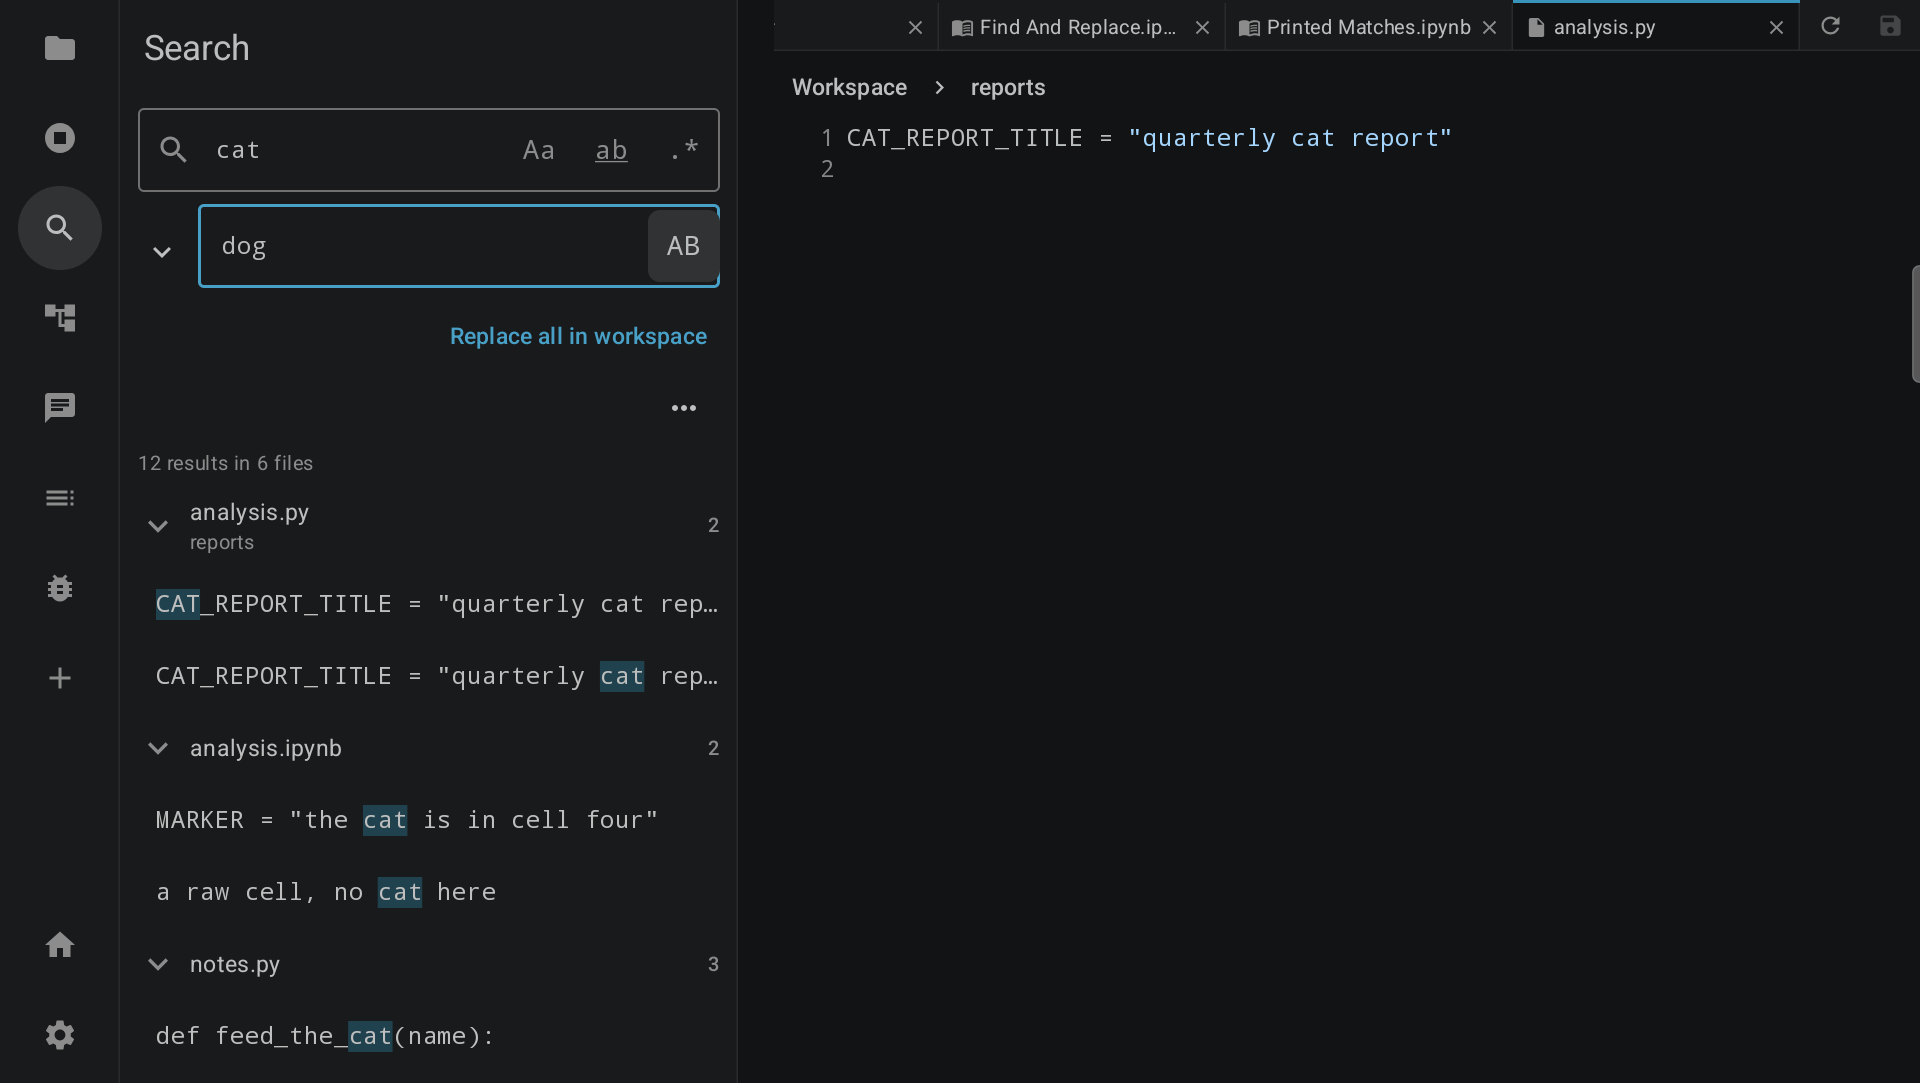 Search
cat Aa ab .*
dog AB
Replace all in workspace
12 results in 6 files
analysis.py 2
reports
CAT_REPORT_TITLE = "quarterly cat rep…
CAT_REPORT_TITLE = "quarterly cat rep…
analysis.ipynb 2
MARKER = "the cat is in cell four"
a raw cell, no cat here
notes.py 3
def feed_the_cat(name):
Find And Replace.ip… Printed Matches.ipynb analysis.py
Workspace reports
1 CAT_REPORT_TITLE = "quarterly cat report"
2